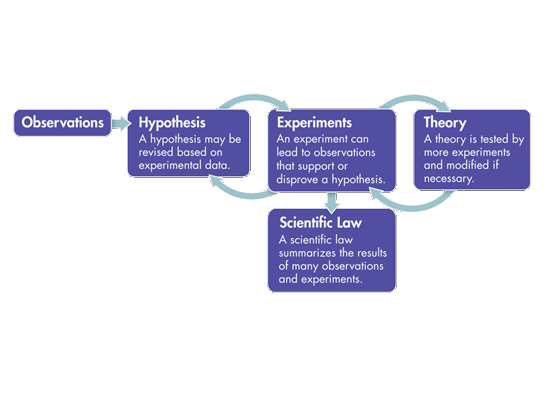 Observations
Hypothesis
A hypothesis may be
revised based on
experimental data.
Experiments
An experiment can
lead to observations
that support or
disprove a hypothesis.
Theory
A theory is tested by
more experiments
and modified if
necessary.
Scientific Law
A scientific law
summarizes the results
of many observations
and experiments.